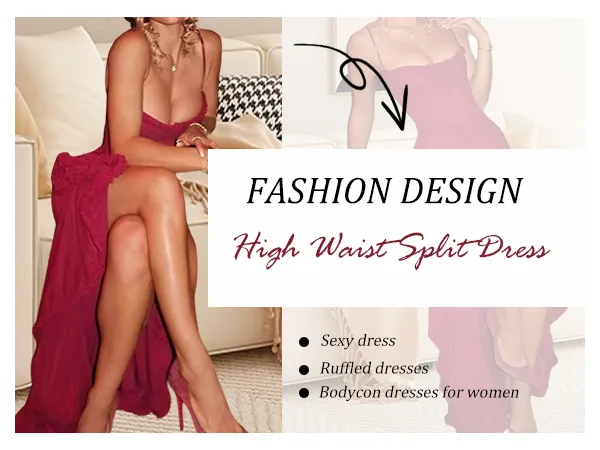 FASHION DESIGN
High Waist Split Dress
Sexy dress
Ruffled dresses
Bodycon dresses for women